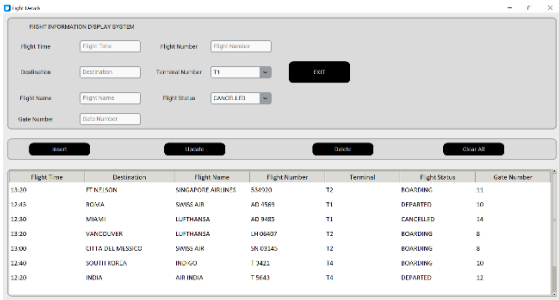 Flight Details
FLIGHT INFORMATION DISPLAY SYSTEM
Flight Time Flight Time Flight Number Flight Number
Destination Destination Terminal Number T1 EXIT
Flight Name Flight Name Flight Status CANCELLED
Gate Number Gate Number
Insert Update Delete Clear All
Flight Time Destination Flight Name Flight Number Terminal Flight Status Gate Number
13:20 FT NELSON SINGAPORE AIRLINES 554920 T2 BOARDING 11
12:45 ROMA SWISS AIR AD 4569 T1 DEPARTED 10
12:30 MIAMI LUFTHANSA AD 9485 T1 CANCELLED 14
13:20 VANCOUVER LUFTHANSA LH 06407 T2 BOARDING 8
13:00 CITTA DEL MESSICO SWISS AIR SN 03145 T2 BOARDING 8
12:40 SOUTH KOREA INDIGO T 3421 T4 BOARDING 10
12:20 INDIA AIR INDIA T 5643 T4 DEPARTED 12